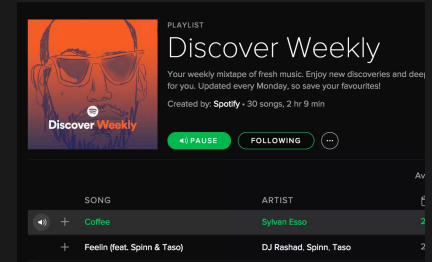 PLAYLIST
Discover Weekly
Your weekly mixtape of fresh music. Enjoy new discoveries and deep
for you. Updated every Monday, so save your favourites!
Created by: Spotify • 30 songs, 2 hr 9 min
Discover Weekly
PAUSE FOLLOWING
SONG ARTIST
Coffee Sylvan Esso 2
Feelin (feat. Spinn & Taso) DJ Rashad, Spinn, Taso 2